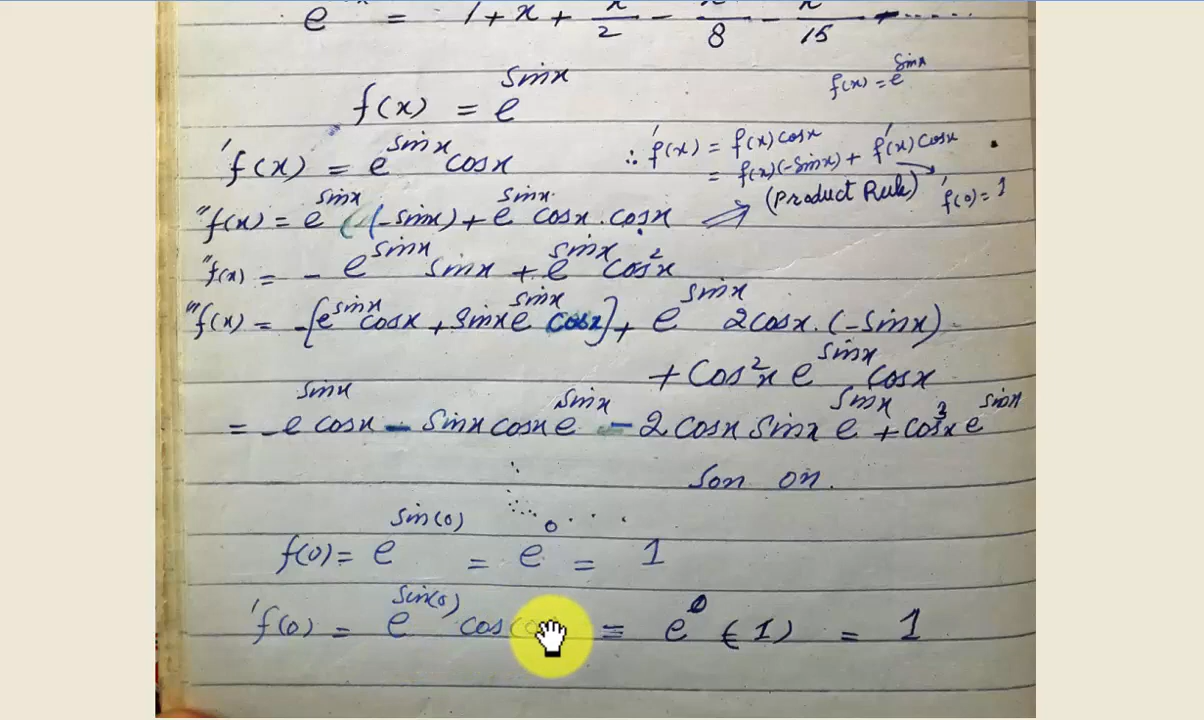 e = 1 + x + x/2 - x/8 - x/15 + ......
f(x) = e^sinx
f(x) = e^sinx
'f(x) = e^sinx cosx
∴ 'f(x) = f(x) cosx
= f(x)(-sinx) + 'f(x) cosx
"f(x) = e^sinx (-sinx) + e^sinx cosx . cosx ⇒ (Product Rule) 'f(0) = 1
"f(x) = - e^sinx sinx + e^sinx cos²x
'''f(x) = -[e^sinx cosx + sinx e^sinx cosx] + e^sinx 2cosx . (-sinx)
+ cos²x e^sinx cosx
= - e^sinx cosx - sinx cosx e^sinx - 2 cosx sinx e^sinx + cos³x e^sinx
Son on.
f(0) = e^sin(0) = e^0 = 1
'f(0) = e^sin(0) cos( = e^0 (1) = 1